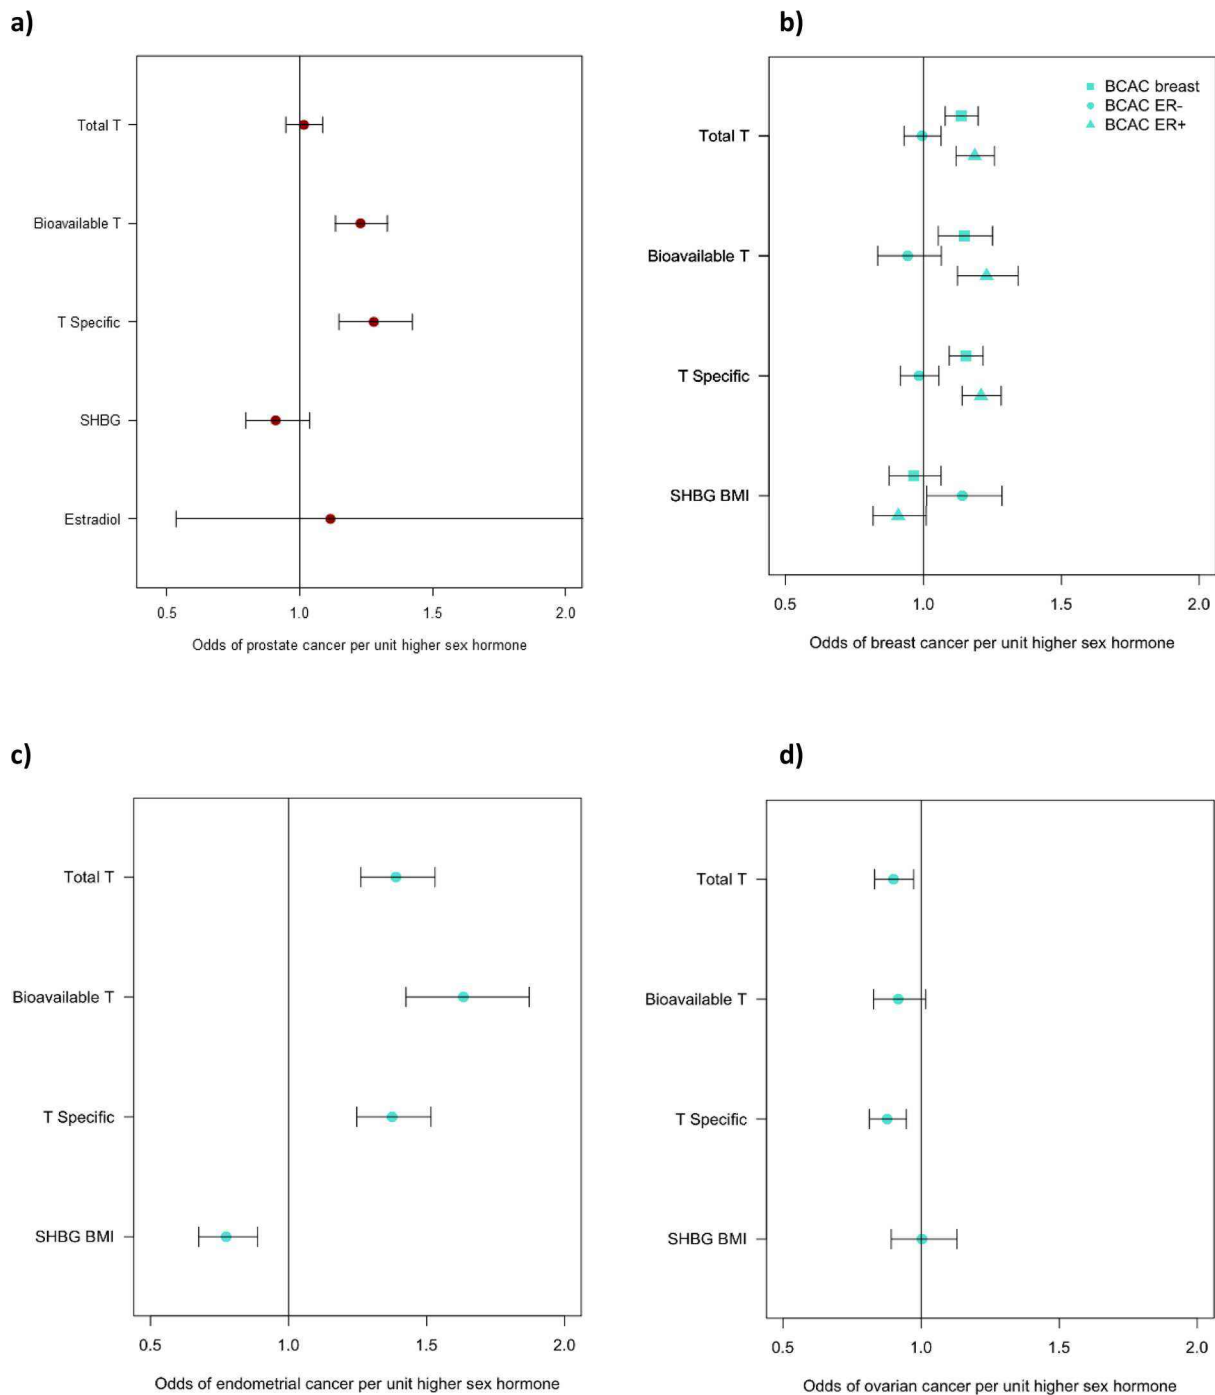 a)
Total T
Bioavailable T
T Specific
SHBG
Estradiol
0.5 1.0 1.5 2.0
Odds of prostate cancer per unit higher sex hormone
b)
BCAC breast
BCAC ER-
BCAC ER+
Total T
Bioavailable T
T Specific
SHBG BMI
0.5 1.0 1.5 2.0
Odds of breast cancer per unit higher sex hormone
c)
Total T
Bioavailable T
T Specific
SHBG BMI
0.5 1.0 1.5 2.0
Odds of endometrial cancer per unit higher sex hormone
d)
Total T
Bioavailable T
T Specific
SHBG BMI
0.5 1.0 1.5 2.0
Odds of ovarian cancer per unit higher sex hormone